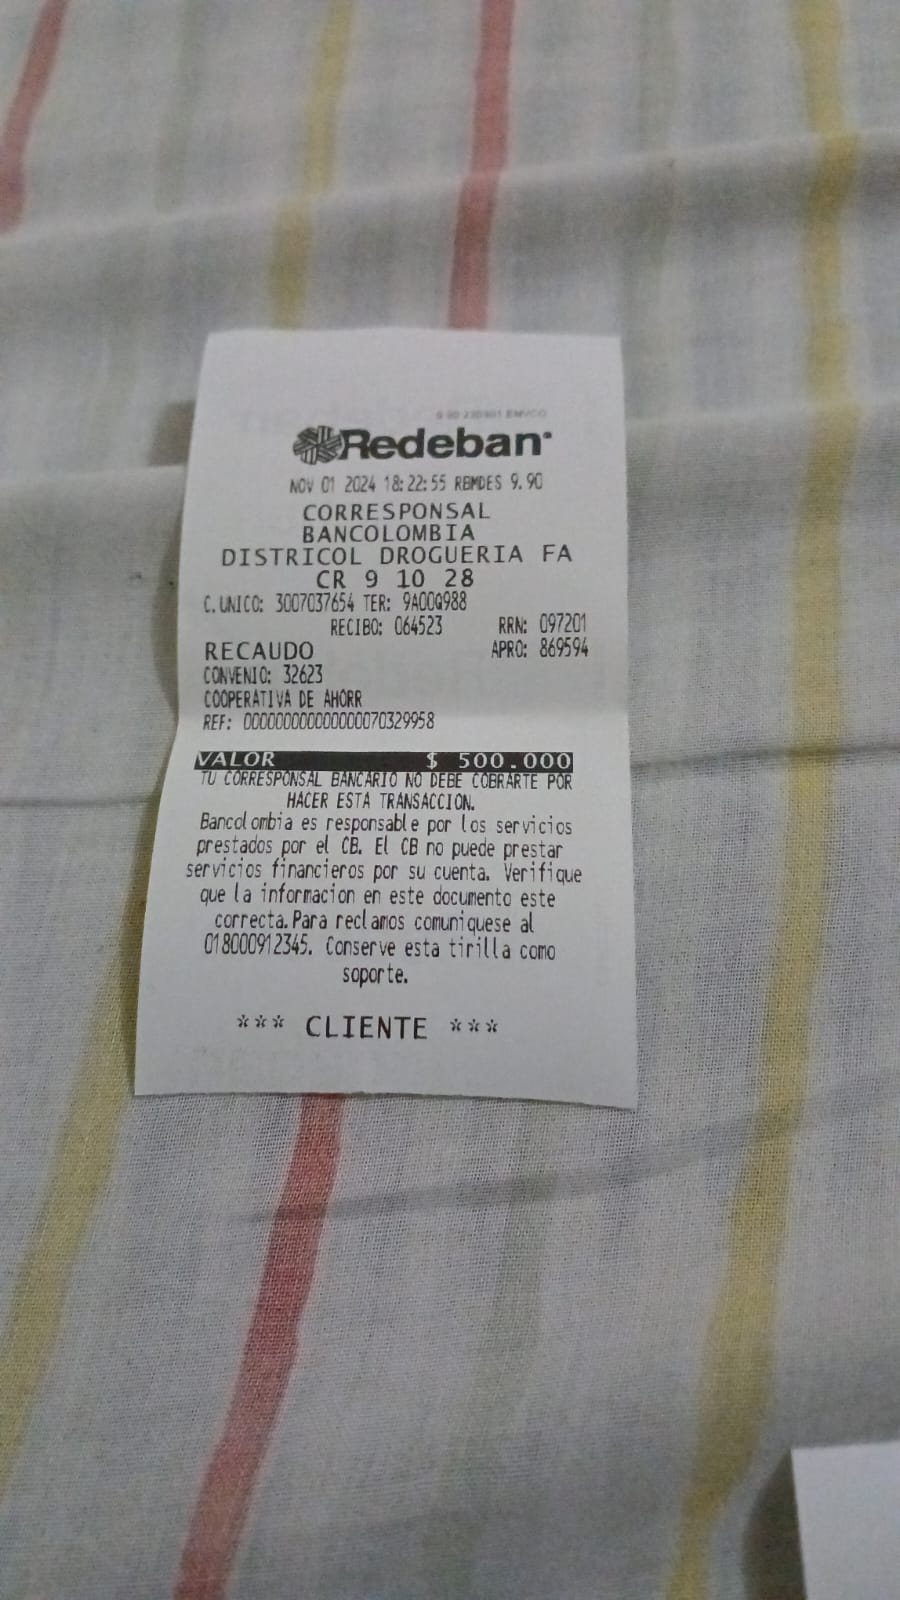 Redeban
NOV 01 2024 18:22:55 RBMDES 9.90
CORRESPONSAL
BANCOLOMBIA
DISTRICOL DROGUERIA FA
CR 9 10 28
C.UNICO: 3007037654 TER: 9A00Q988
RECIBO: 064523 RRN: 097201
RECAUDO APRO: 869594
CONVENIO: 32623
COOPERATIVA DE AHORR
REF: 000000000000000070329958
VALOR $ 500.000
TU CORRESPONSAL BANCARIO NO DEBE COBRARTE POR
HACER ESTA TRANSACCION.
Bancolombia es responsable por los servicios
prestados por el CB. El CB no puede prestar
servicios financieros por su cuenta. Verifique
que la informacion en este documento este
correcta.Para reclamos comuniquese al
018000912345. Conserve esta tirilla como
soporte.
*** CLIENTE ***